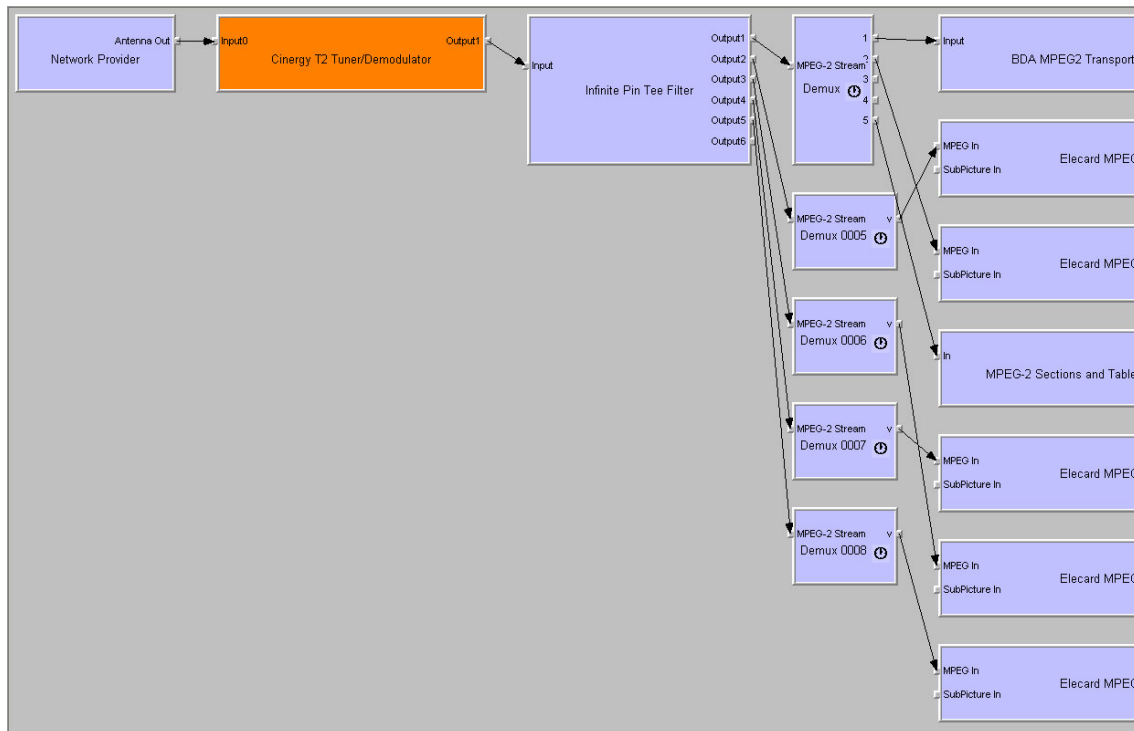 Antenna Out
Network Provider
Input0
Output1
Cinergy T2 Tuner/Demodulator
Input
Infinite Pin Tee Filter
Output1
Output2
Output3
Output4
Output5
Output6
MPEG-2 Stream
Demux
1
2
3
4
5
Input
BDA MPEG2 Transport
MPEG In
SubPicture In
Elecard MPEG
MPEG-2 Stream
v
Demux 0005
MPEG In
SubPicture In
Elecard MPEG
MPEG-2 Stream
v
Demux 0006
In
MPEG-2 Sections and Table
MPEG-2 Stream
v
Demux 0007
MPEG In
SubPicture In
Elecard MPEG
MPEG-2 Stream
v
Demux 0008
MPEG In
SubPicture In
Elecard MPEG
MPEG In
SubPicture In
Elecard MPEG